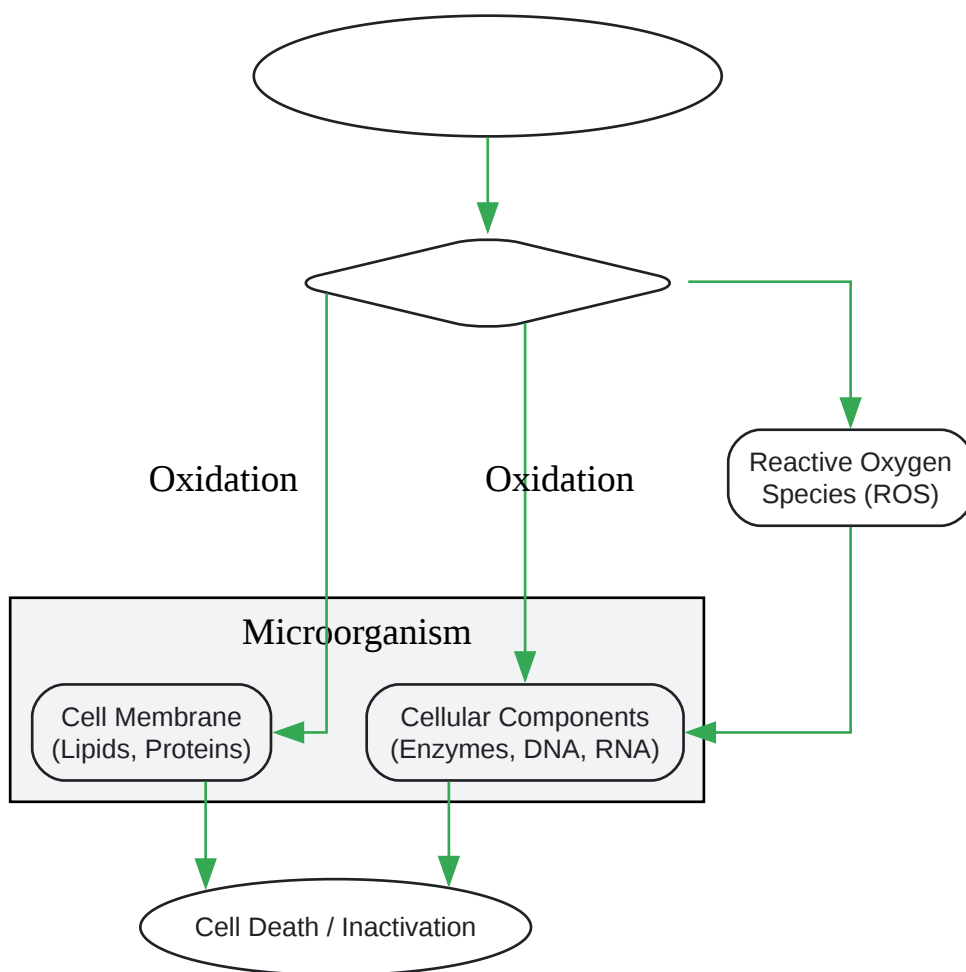 Oxidation
Oxidation
Reactive Oxygen
Species (ROS)
Microorganism
Cell Membrane
(Lipids, Proteins)
Cellular Components
(Enzymes, DNA, RNA)
Cell Death / Inactivation